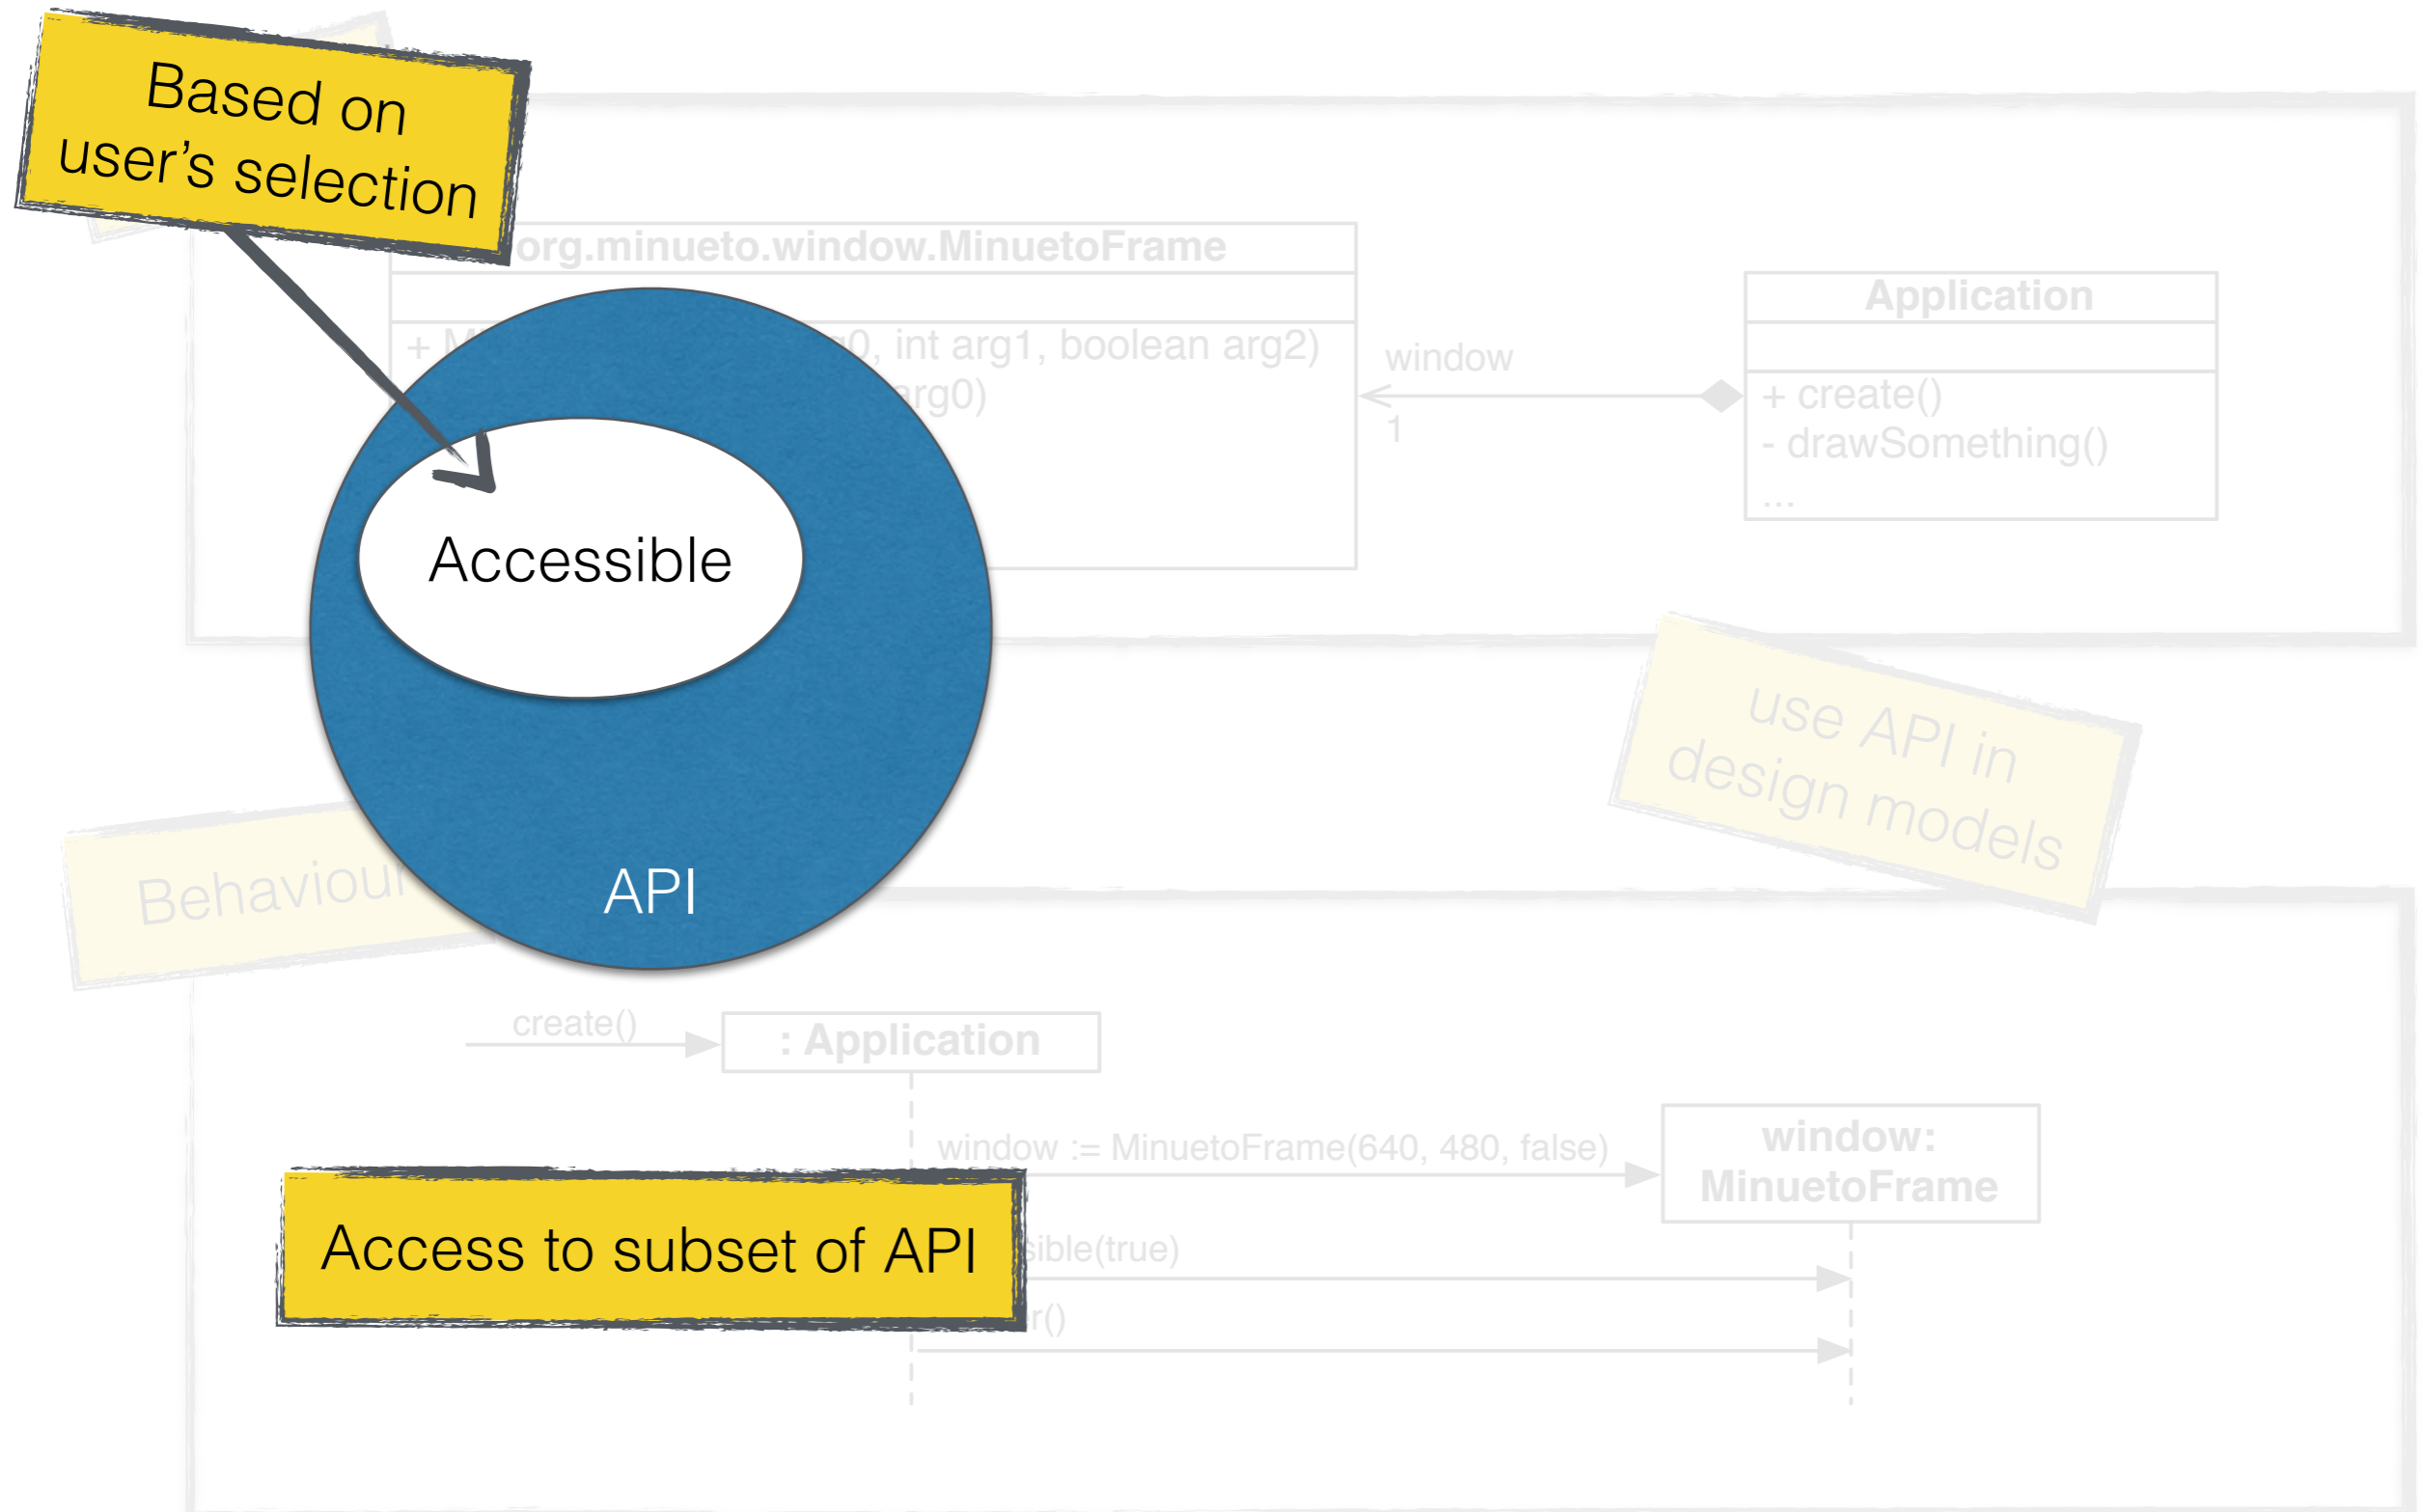 Based on
user’s selection
org.minueto.window.MinuetoFrame
+ M
g0, int arg1, boolean arg2)
arg0)
window
1
Application
+ create()
- drawSomething()
...
Accessible
API
use API in
design models
Behaviour
create()
: Application
window := MinuetoFrame(640, 480, false)
window:
MinuetoFrame
Access to subset of API
sible(true)
r()